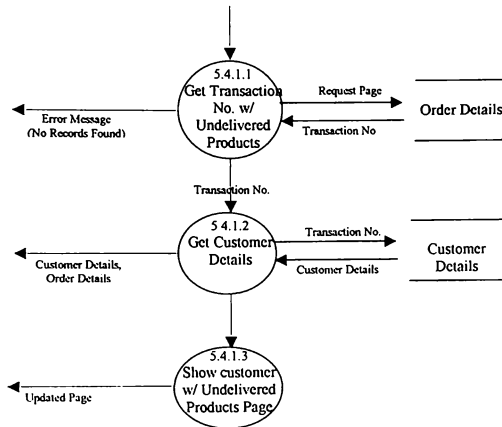 5.4.1.1
Get Transaction
No. w/
Undelivered
Products
Request Page
Transaction No
Order Details
Error Message
(No Records Found)
Transaction No.
5 4.1.2
Get Customer
Details
Transaction No.
Customer Details
Customer
Details
Customer Details,
Order Details
5.4.1.3
Show customer
w/ Undelivered
Products Page
Updated Page